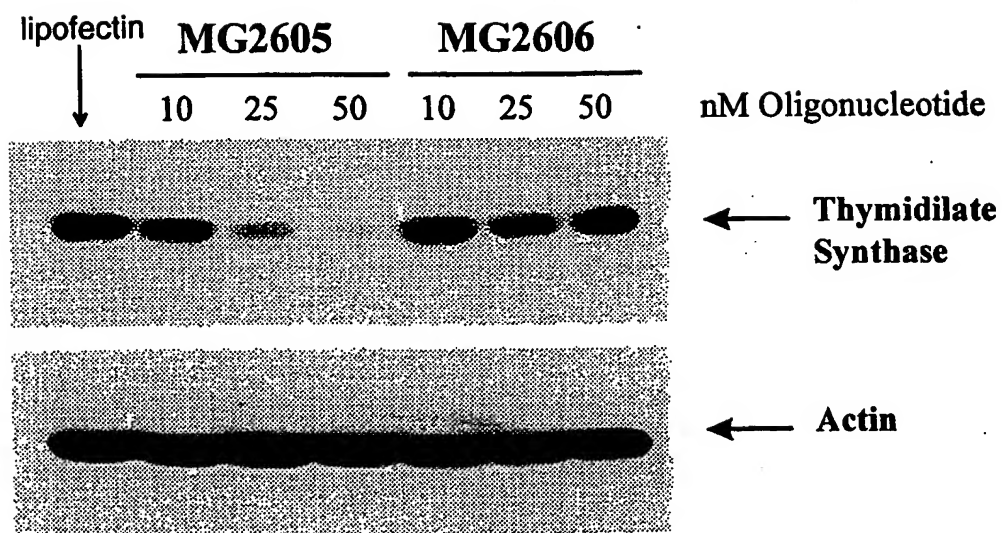 lipofectin
MG2605 MG2606
10 25 50 10 25 50 nM Oligonucleotide
Thymidilate
Synthase
Actin